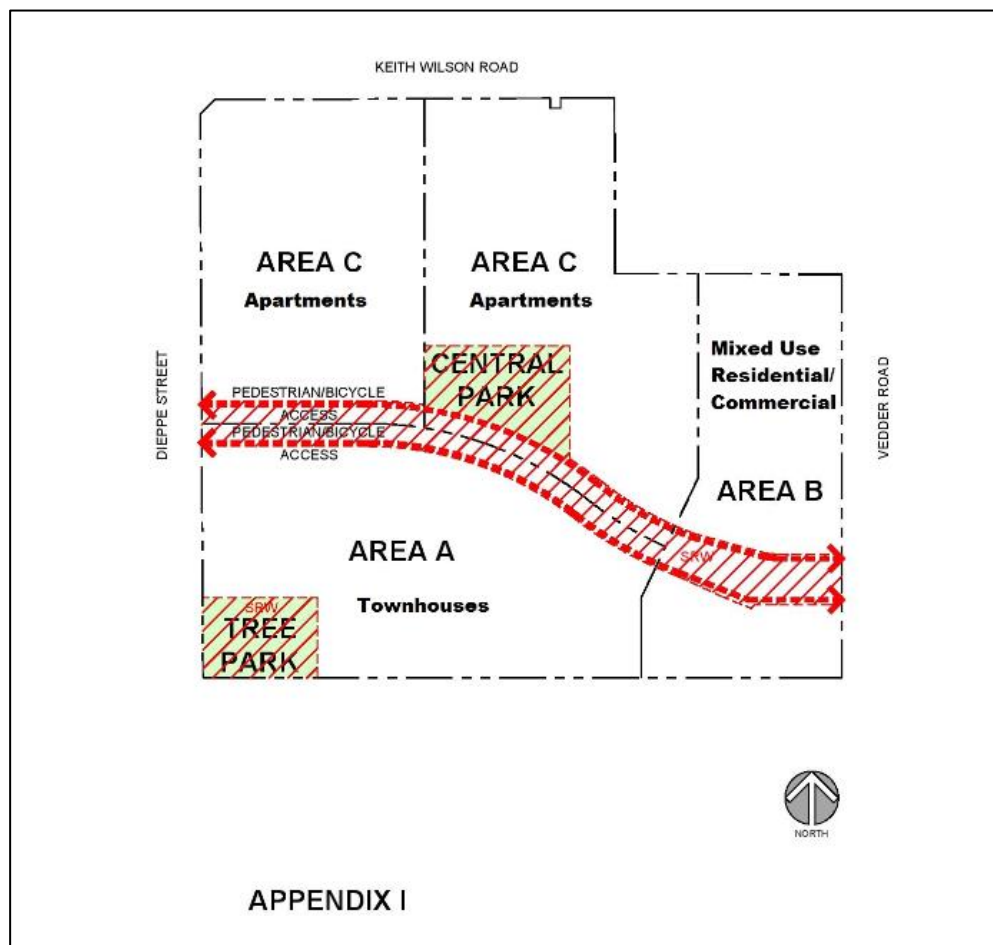 KEITH WILSON ROAD
AREA C
Apartments
AREA C
Apartments
Mixed Use
Residential/
Commercial
CENTRAL
PARK
DIEPPE STREET
VEDDER ROAD
PEDESTRIAN/BICYCLE
ACCESS
PEDESTRIAN/BICYCLE
ACCESS
AREA B
AREA A
SRW
Townhouses
SRW
TREE
PARK
NORTH
APPENDIX I